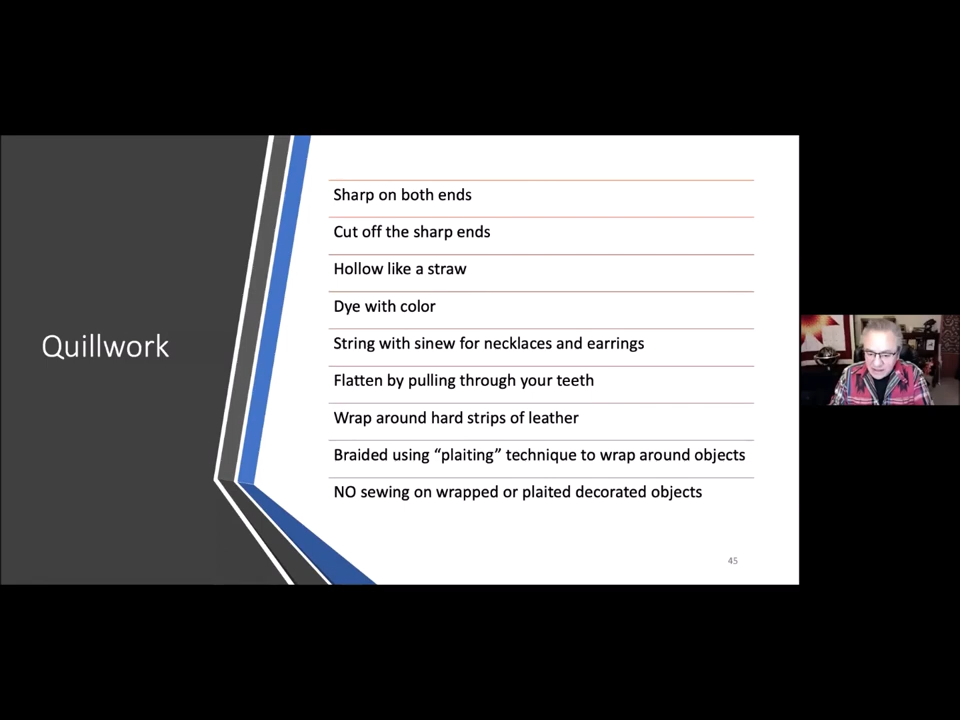 Quillwork
Sharp on both ends
Cut off the sharp ends
Hollow like a straw
Dye with color
String with sinew for necklaces and earrings
Flatten by pulling through your teeth
Wrap around hard strips of leather
Braided using “plaiting” technique to wrap around objects
NO sewing on wrapped or plaited decorated objects
45